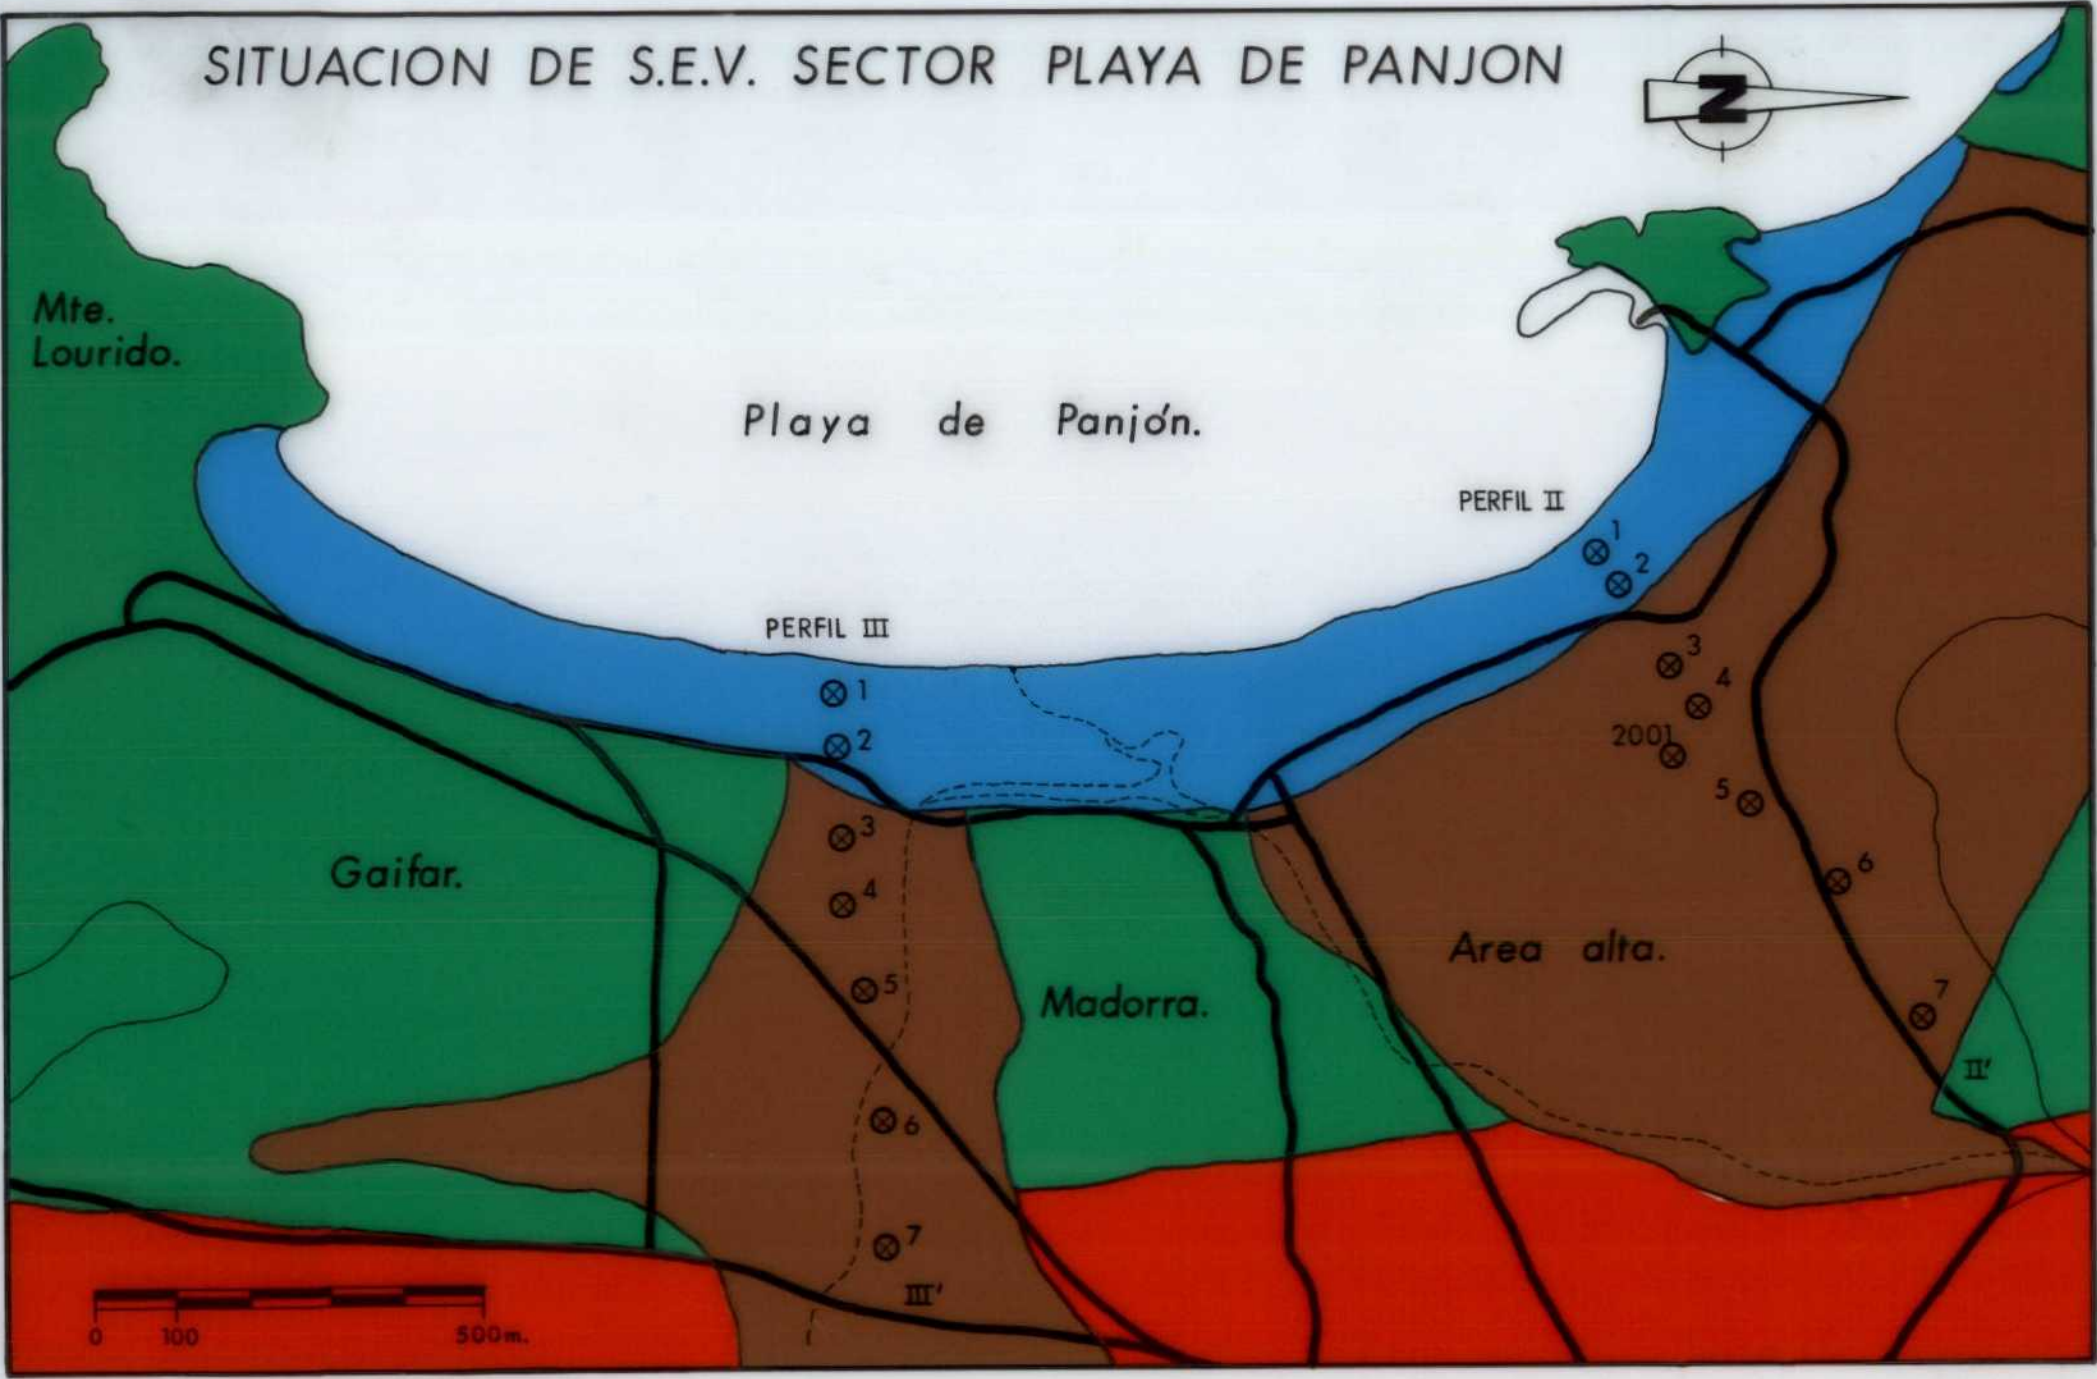 SITUACION DE S.E.V. SECTOR PLAYA DE PANJON
N
Mte.
Lourido.
Playa de Panjón.
PERFIL II
1
2
PERFIL III
1
2
3
4
2001
5
3
4
5
6
7
II'
Gaifar.
Madorra.
Area alta.
6
7
III'
0 100 500m.